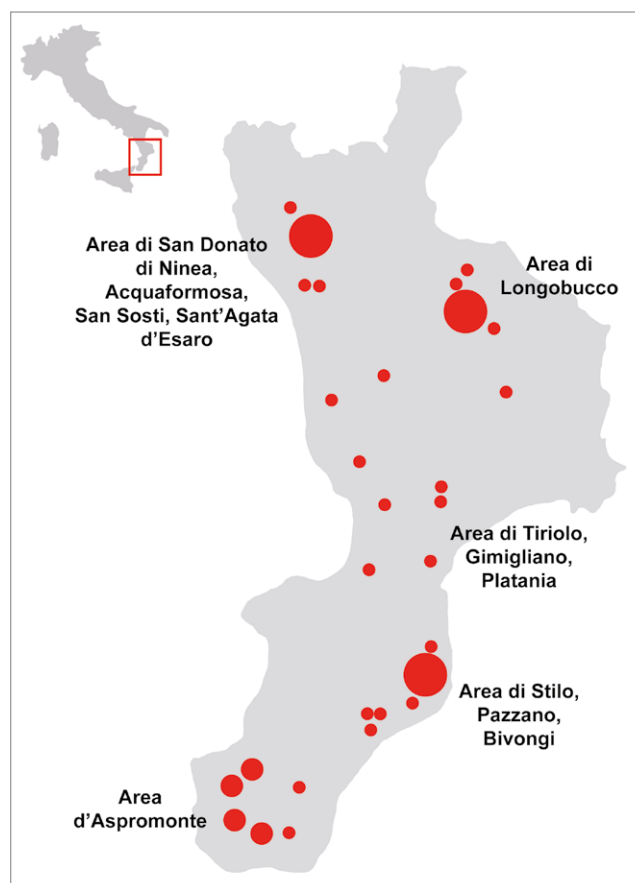 Area di San Donato
di Ninea,
Acquaformosa,
San Sosti, Sant'Agata
d'Esaro
Area di
Longobucco
Area di Tiriolo,
Gimigliano,
Platania
Area di Stilo,
Pazzano,
Bivongi
Area
d'Aspromonte